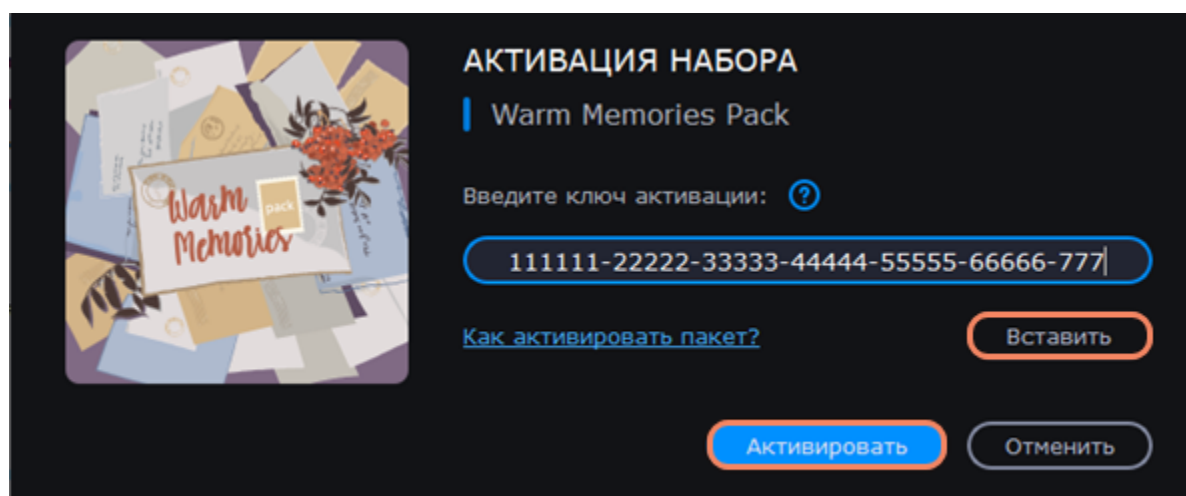 АКТИВАЦИЯ НАБОРА
Warm Memories Pack
Warm
pack
Memories
Введите ключ активации: ?
111111-22222-33333-44444-55555-66666-777
Как активировать пакет?
Вставить
Активировать
Отменить